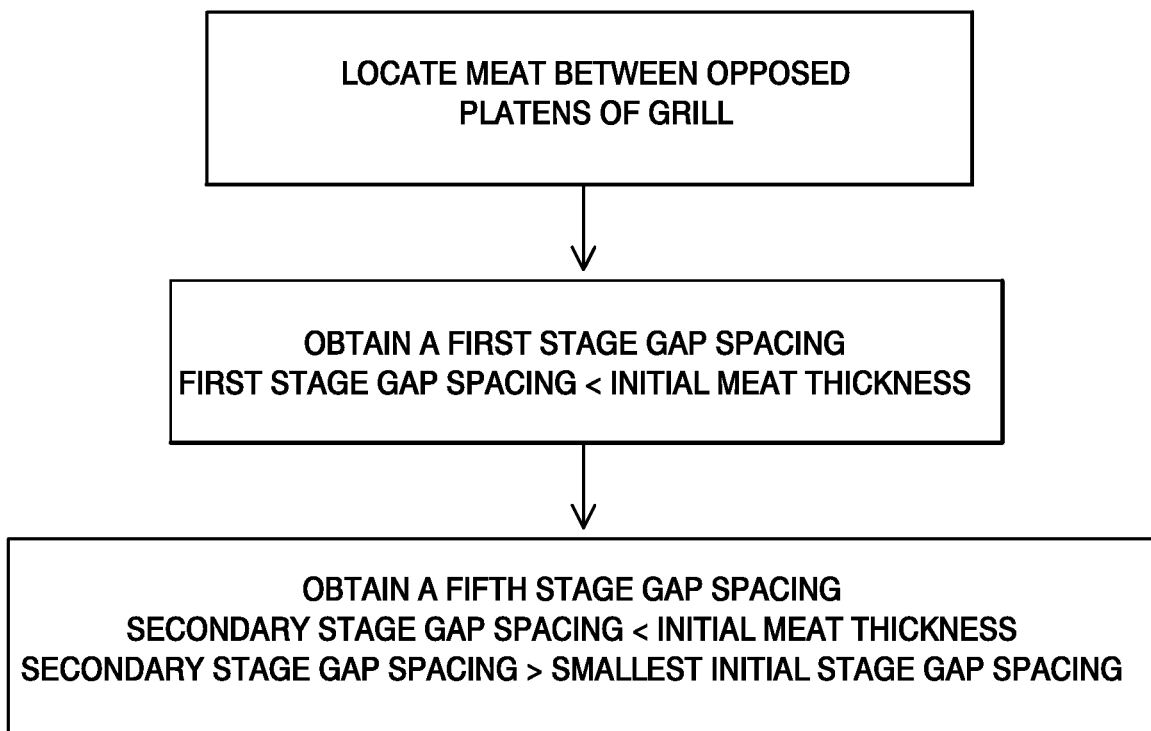 LOCATE MEAT BETWEEN OPPOSED
PLATENS OF GRILL
OBTAIN A FIRST STAGE GAP SPACING
FIRST STAGE GAP SPACING < INITIAL MEAT THICKNESS
OBTAIN A FIFTH STAGE GAP SPACING
SECONDARY STAGE GAP SPACING < INITIAL MEAT THICKNESS
SECONDARY STAGE GAP SPACING > SMALLEST INITIAL STAGE GAP SPACING